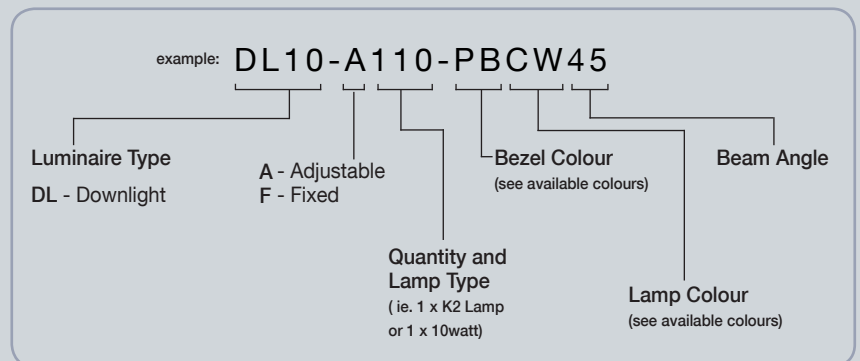 example: DL10-A110-PBCW45
Luminaire Type
DL - Downlight
A - Adjustable
F - Fixed
Quantity and
Lamp Type
( ie. 1 x K2 Lamp
or 1 x 10watt)
Bezel Colour
(see available colours)
Lamp Colour
(see available colours)
Beam Angle